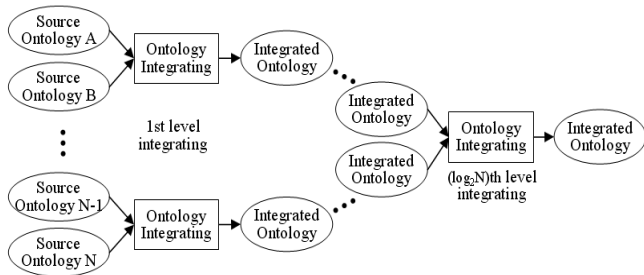 Source
Ontology A
Source
Ontology B
Ontology
Integrating
Integrated
Ontology
1st level
integrating
Integrated
Ontology
Integrated
Ontology
Ontology
Integrating
Integrated
Ontology
(log₂N)th level
integrating
Source
Ontology N-1
Source
Ontology N
Ontology
Integrating
Integrated
Ontology